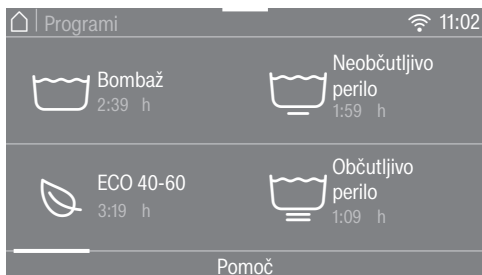 Programi
11:02
Bombaž
2:39 h
Neobčutljivo
perilo
1:59 h
ECO 40-60
3:19 h
Občutljivo
perilo
1:09 h
Pomoč